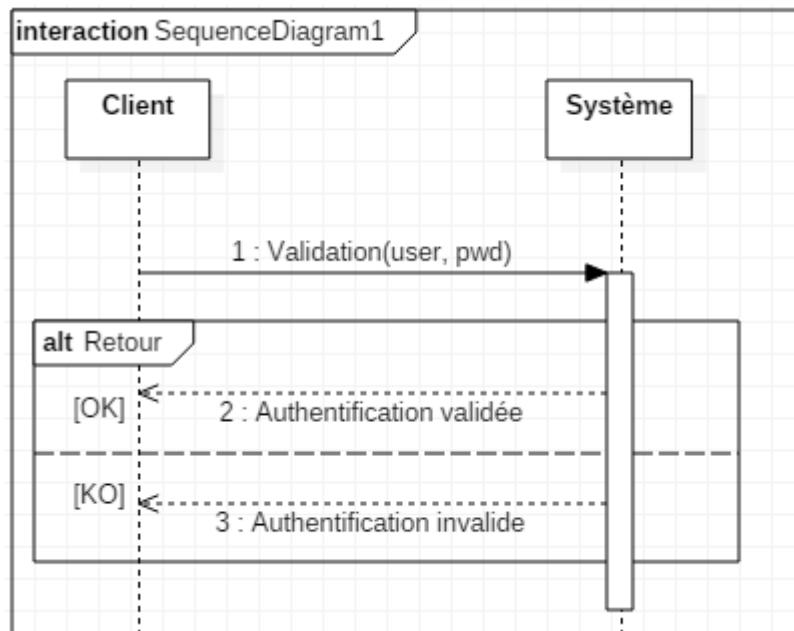 interaction SequenceDiagram1
Client
Système
1 : Validation(user, pwd)
alt Retour
[OK]
2 : Authentification validée
[KO]
3 : Authentification invalide